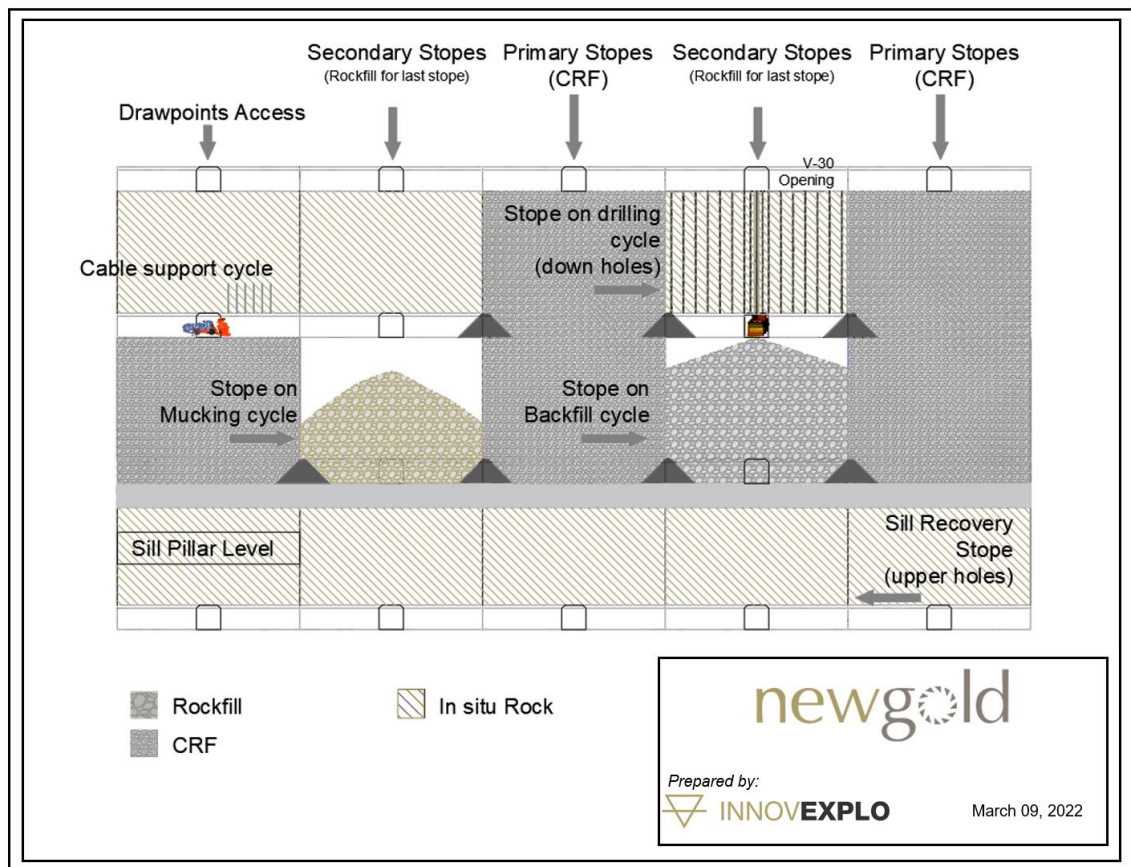 Secondary Stopes
(Rockfill for last stope)
Primary Stopes
(CRF)
Secondary Stopes
(Rockfill for last stope)
Primary Stopes
(CRF)
Drawpoints Access
V-30
Opening
Stope on drilling
cycle
(down holes)
Cable support cycle
Stope on
Mucking cycle
Stope on
Backfill cycle
Sill Pillar Level
Sill Recovery
Stope
(upper holes)
Rockfill
In situ Rock
CRF
newgold
Prepared by:
INNOVEXPLO
March 09, 2022